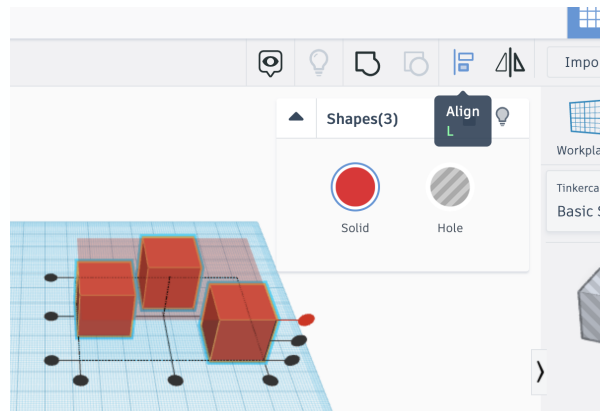 Impo
Align
L
Shapes(3)
Workpla
Solid
Hole
Tinkerca
Basic S